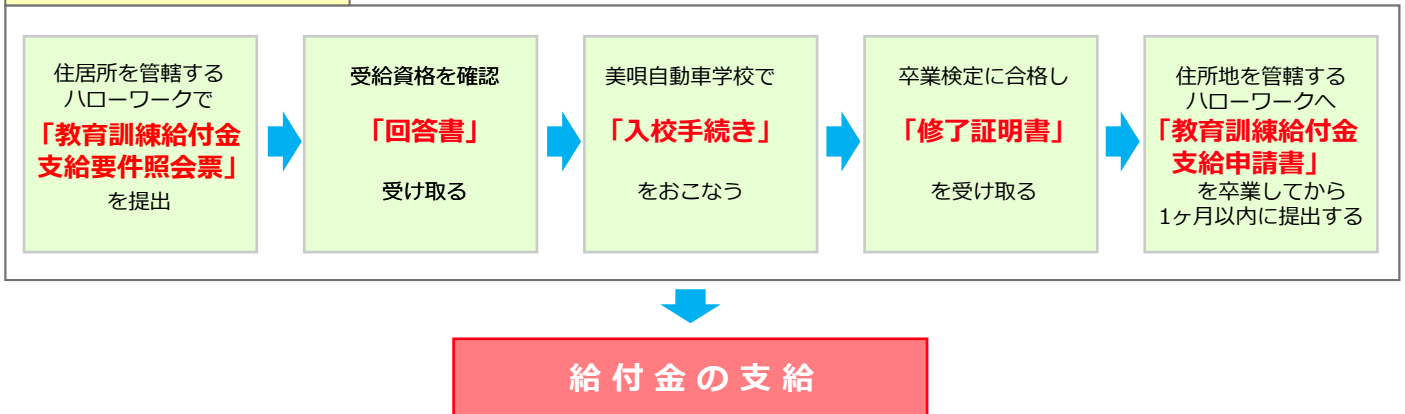 住居所を管轄する
ハローワークで
「教育訓練給付金
支給要件照会票」
を提出
受給資格を確認
「回答書」
受け取る
美唄自動車学校で
「入校手続き」
をおこなう
卒業検定に合格し
「修了証明書」
を受け取る
住所地を管轄する
ハローワークへ
「教育訓練給付金
支給申請書」
を卒業してから
1ヶ月以内に提出する
給付金の支給